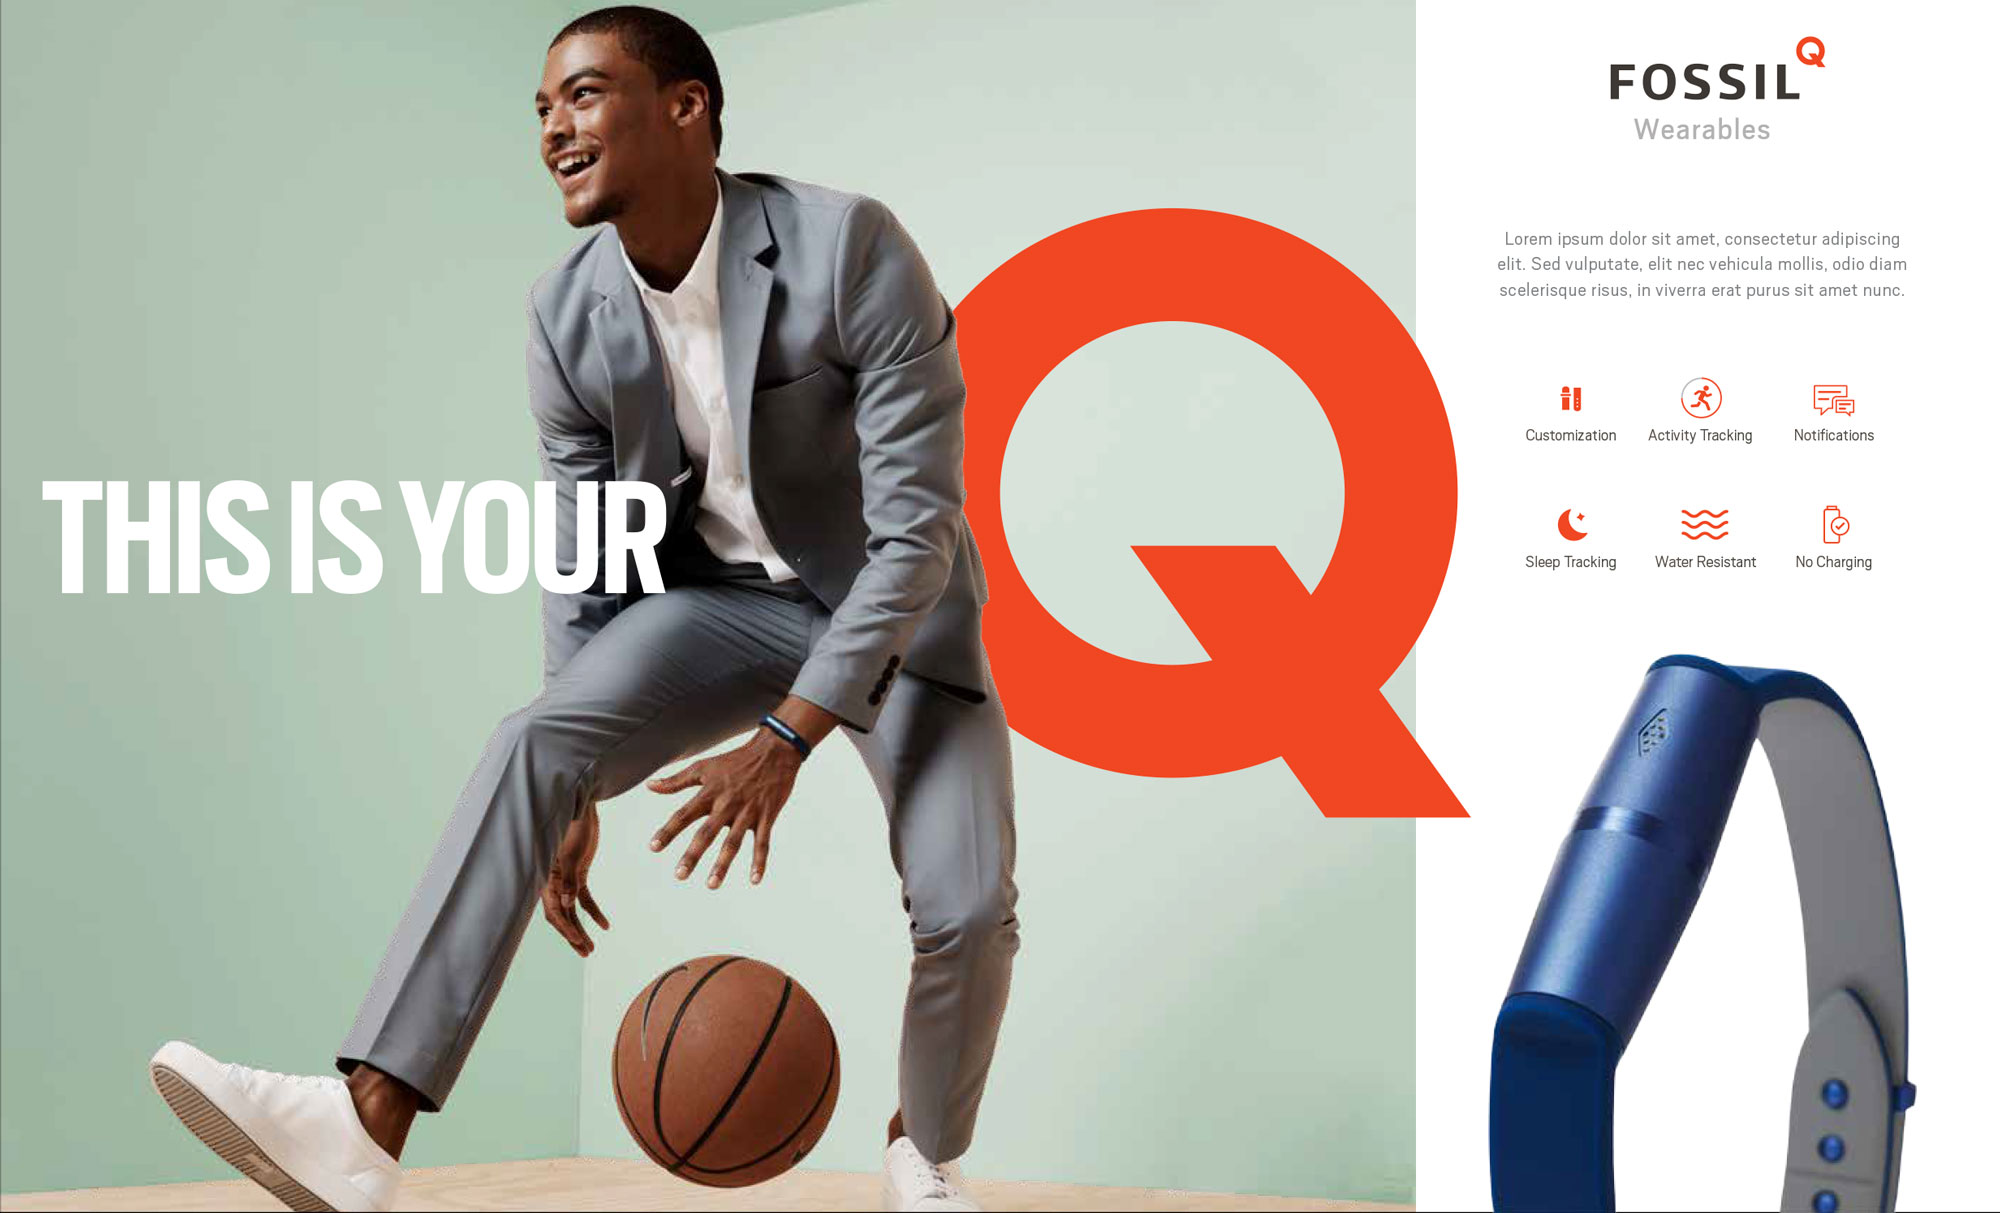 THIS IS YOUR
Q
FOSSIL Q
Wearables
Lorem ipsum dolor sit amet, consectetur adipiscing
elit. Sed vulputate, elit nec vehicula mollis, odio diam
scelerisque risus, in viverra erat purus sit amet nunc.
Customization
Activity Tracking
Notifications
Sleep Tracking
Water Resistant
No Charging